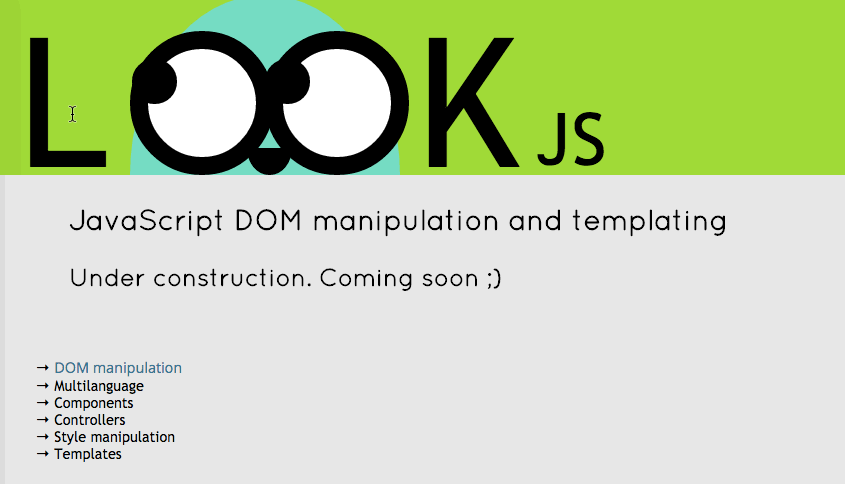 LOOK JS
JavaScript DOM manipulation and templating
Under construction. Coming soon ;)
→ DOM manipulation
→ Multilanguage
→ Components
→ Controllers
→ Style manipulation
→ Templates